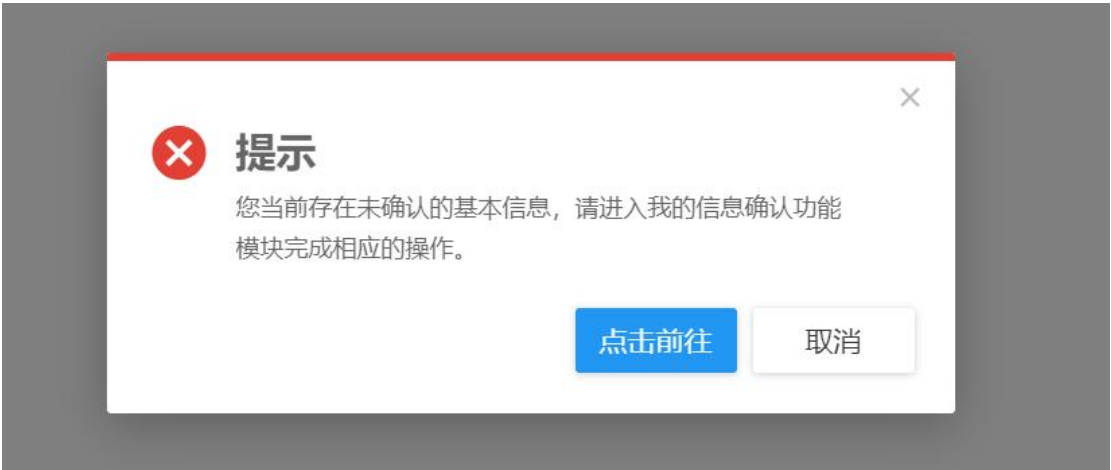 提示
您当前存在未确认的基本信息，请进入我的信息确认功能
模块完成相应的操作。
点击前往
取消